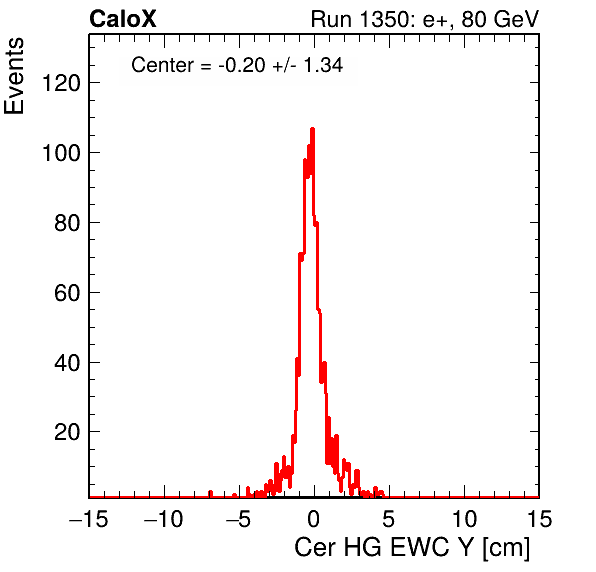 CaloX Run 1350: e+, 80 GeV
Center = -0.20 +/- 1.34
Events
120
100
80
60
40
20
−15 −10 −5 0 5 10 15
Cer HG EWC Y [cm]